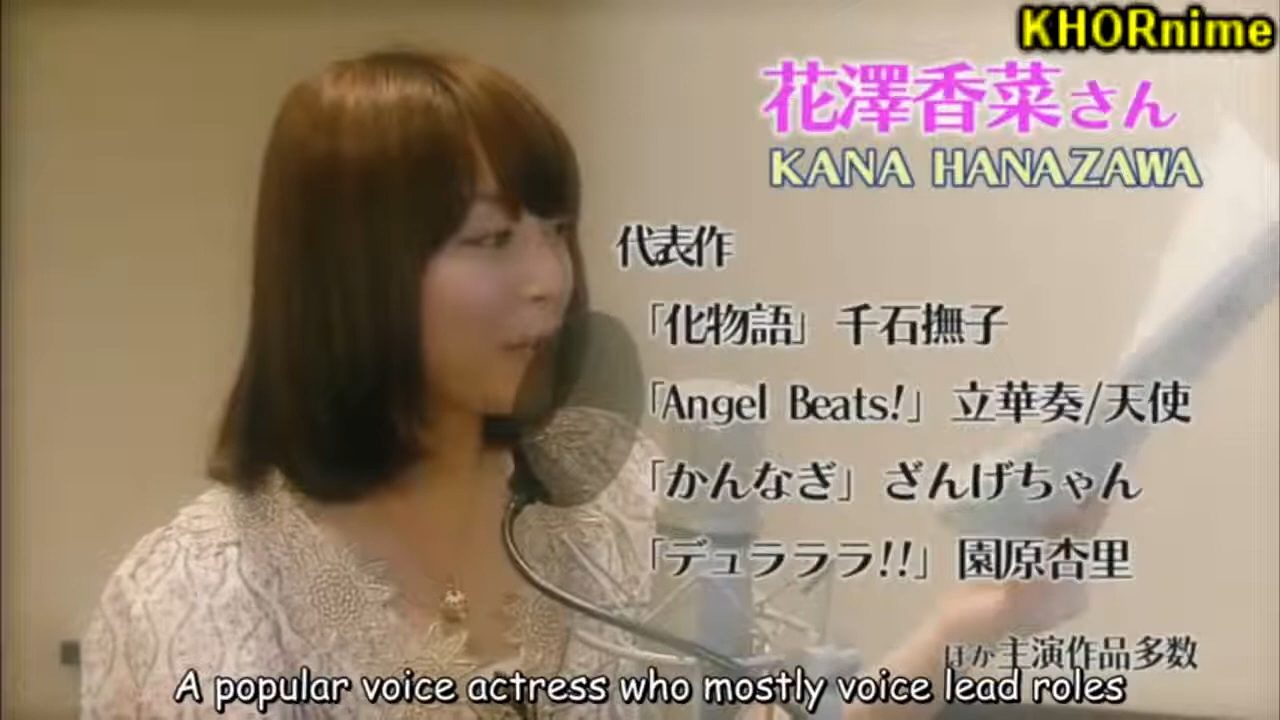 KHORnime
花澤香菜さん
KANA HANAZAWA
代表作
「化物語」 千石撫子
「Angel Beats!」 立華奏/天使
「かんなぎ」 ざんげちゃん
「デュラララ!!」 園原杏里
ほか主演作品多数
A popular voice actress who mostly voice lead roles